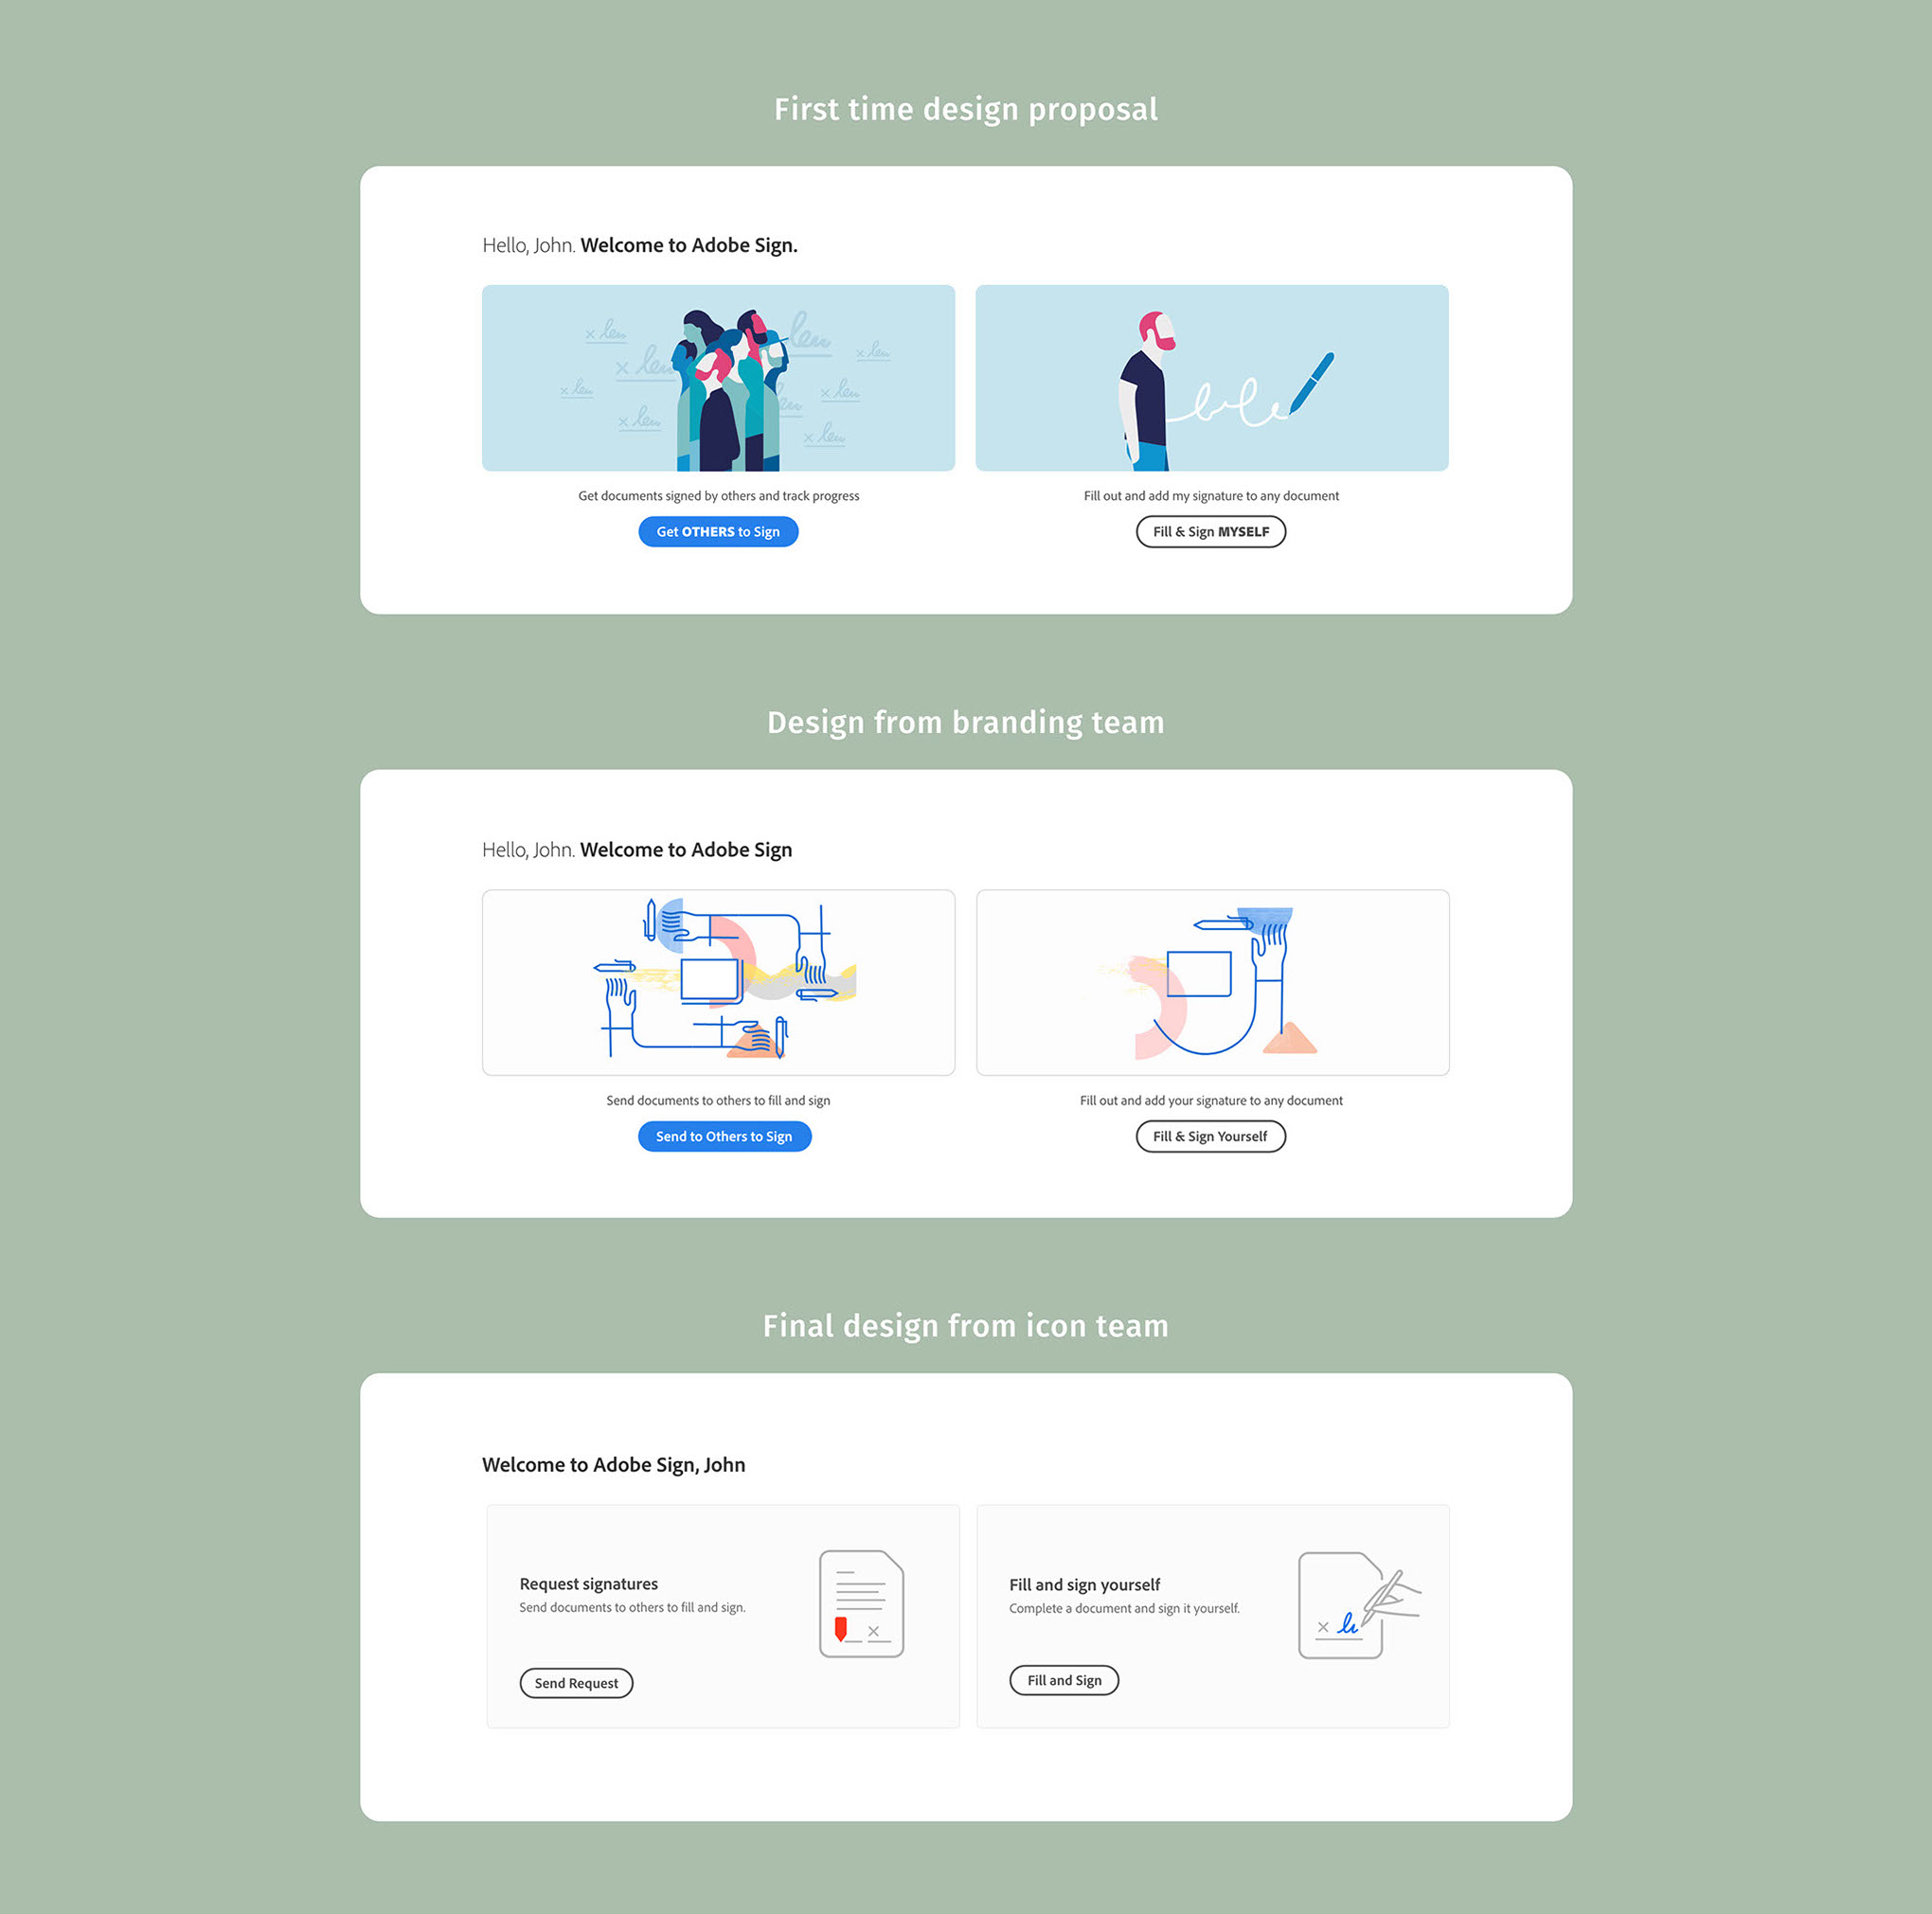 First time design proposal
Hello, John. Welcome to Adobe Sign.
Get documents signed by others and track progress
Get OTHERS to Sign
Fill out and add my signature to any document
Fill & Sign MYSELF
Design from branding team
Hello, John. Welcome to Adobe Sign
Send documents to others to fill and sign
Send to Others to Sign
Fill out and add your signature to any document
Fill & Sign Yourself
Final design from icon team
Welcome to Adobe Sign, John
Request signatures
Send documents to others to fill and sign.
Send Request
Fill and sign yourself
Complete a document and sign it yourself.
Fill and Sign